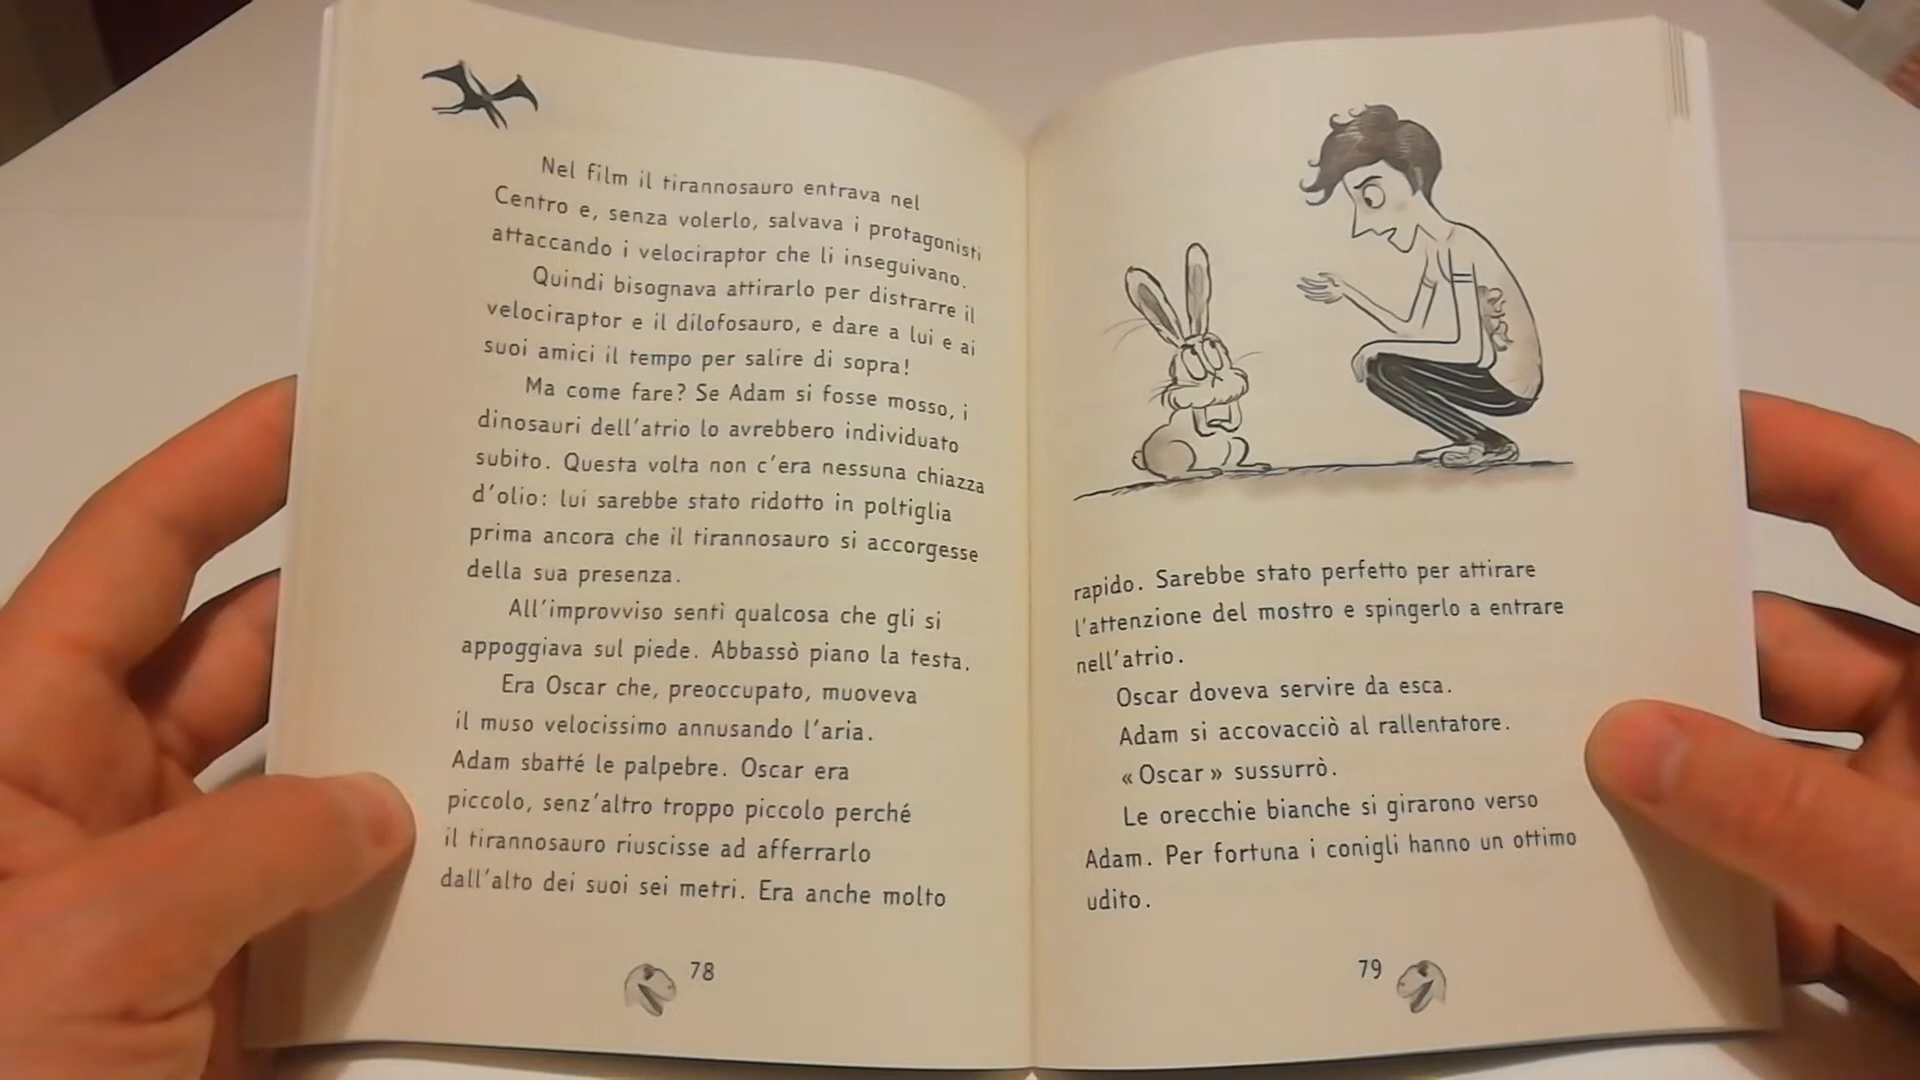 Nel film il tirannosauro entrava nel
Centro e, senza volerlo, salvava i protagonisti
attaccando i velociraptor che li inseguivano.
Quindi bisognava attirarlo per distrarre il
velociraptor e il dilofosauro, e dare a lui e ai
suoi amici il tempo per salire di sopra!
Ma come fare? Se Adam si fosse mosso, i
dinosauri dell'atrio lo avrebbero individuato
subito. Questa volta non c'era nessuna chiazza
d'olio: lui sarebbe stato ridotto in poltiglia
prima ancora che il tirannosauro si accorgesse
della sua presenza.
All'improvviso sentì qualcosa che gli si
appoggiava sul piede. Abbassò piano la testa.
Era Oscar che, preoccupato, muoveva
il muso velocissimo annusando l'aria.
Adam sbatté le palpebre. Oscar era
piccolo, senz'altro troppo piccolo perché
il tirannosauro riuscisse ad afferrarlo
dall'alto dei suoi sei metri. Era anche molto
78
rapido. Sarebbe stato perfetto per attirare
l'attenzione del mostro e spingerlo a entrare
nell'atrio.
Oscar doveva servire da esca.
Adam si accovacciò al rallentatore.
«Oscar» sussurrò.
Le orecchie bianche si girarono verso
Adam. Per fortuna i conigli hanno un ottimo
udito.
79